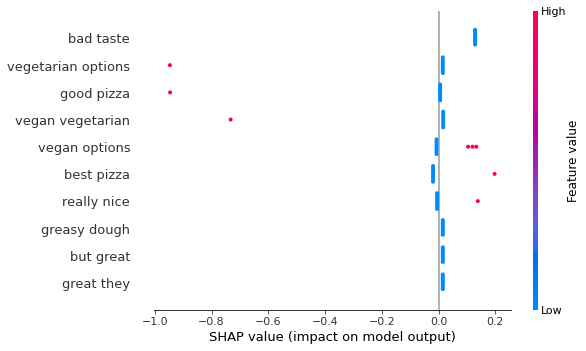 High
bad taste
vegetarian options
good pizza
vegan vegetarian
vegan options
best pizza
really nice
greasy dough
but great
great they
Feature value
Low
−1.0 −0.8 −0.6 −0.4 −0.2 0.0 0.2
SHAP value (impact on model output)